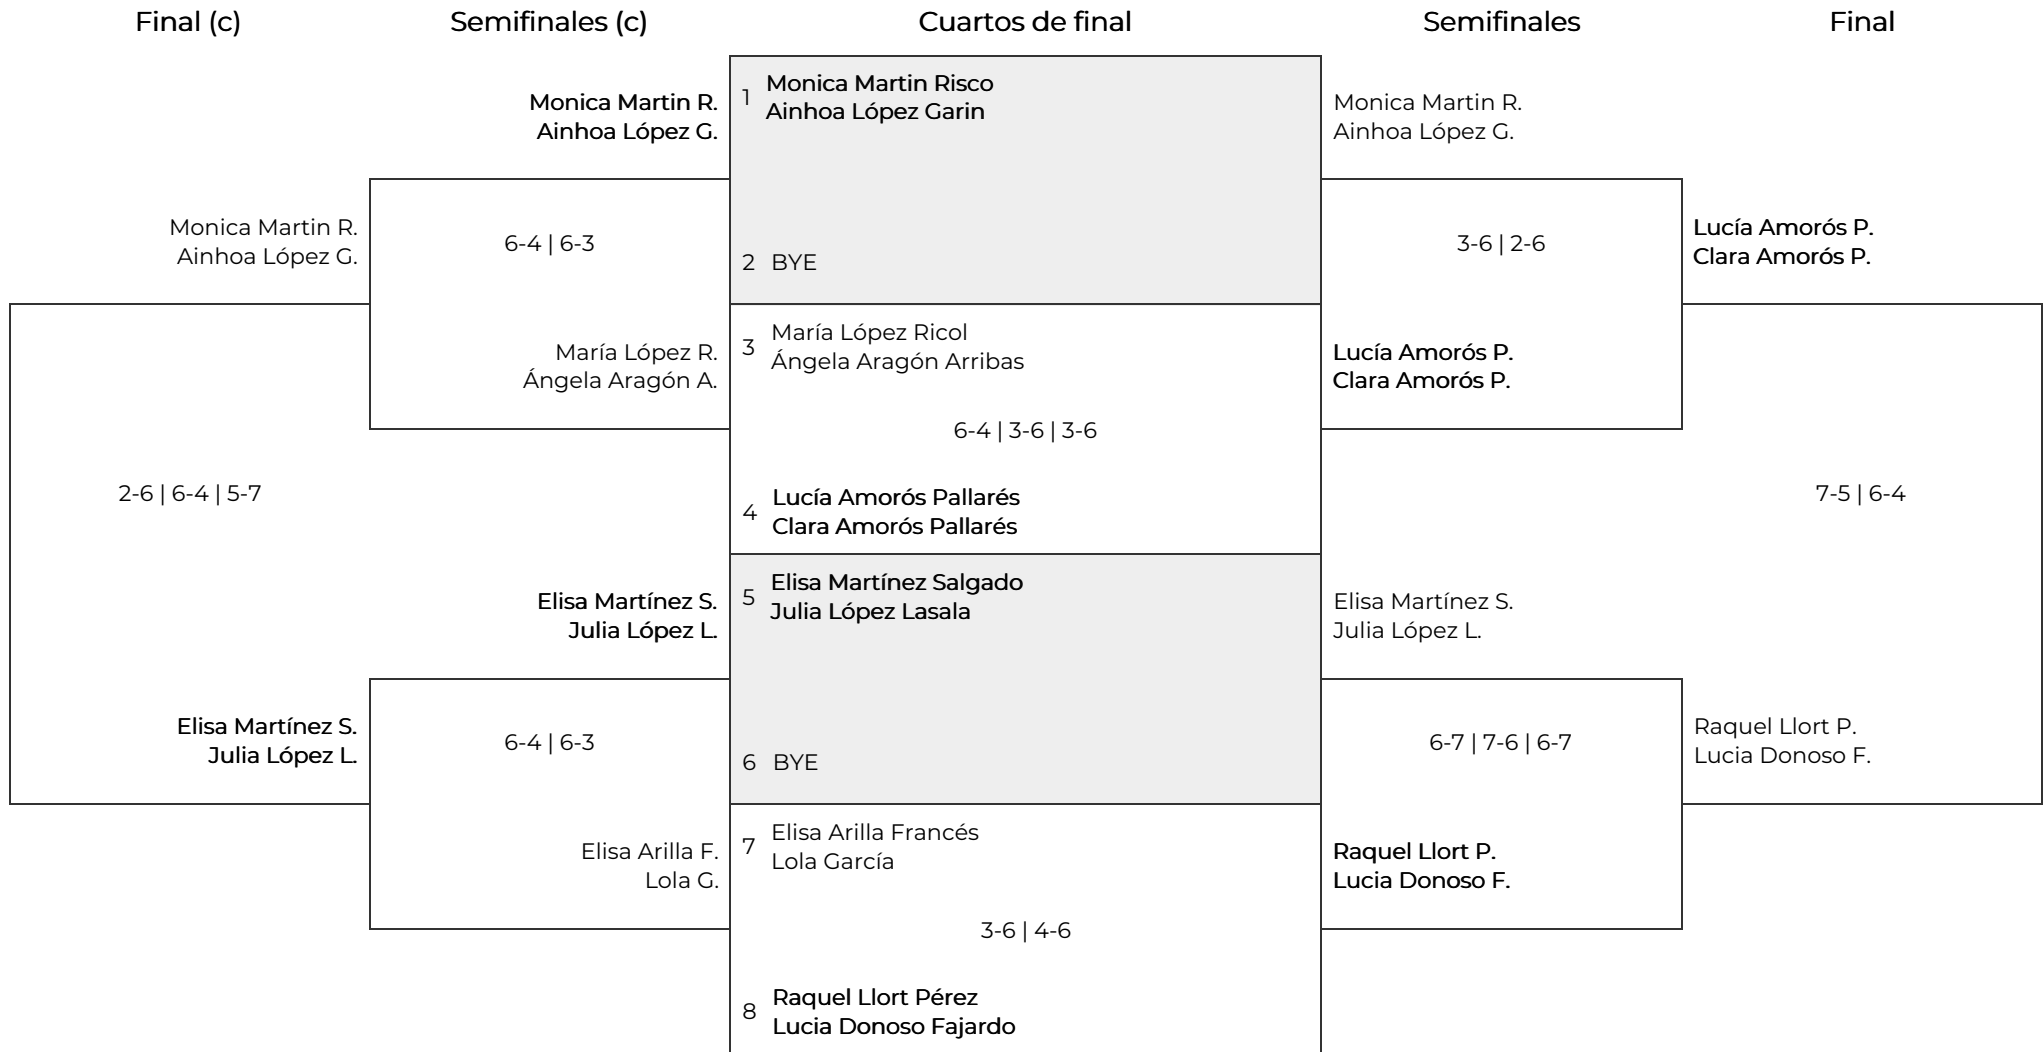 Final (c)
Semifinales (c)
Cuartos de final
Semifinales
Final
Monica Martin R.
Ainhoa López G.
1
Monica Martin Risco
Ainhoa López Garin
Monica Martin R.
Ainhoa López G.
Monica Martin R.
Ainhoa López G.
6-4 | 6-3
2 BYE
3-6 | 2-6
Lucía Amorós P.
Clara Amorós P.
María López R.
Ángela Aragón A.
3
María López Ricol
Ángela Aragón Arribas
Lucía Amorós P.
Clara Amorós P.
6-4 | 3-6 | 3-6
2-6 | 6-4 | 5-7
4
Lucía Amorós Pallarés
Clara Amorós Pallarés
7-5 | 6-4
Elisa Martínez S.
Julia López L.
5
Elisa Martínez Salgado
Julia López Lasala
Elisa Martínez S.
Julia López L.
Elisa Martínez S.
Julia López L.
6-4 | 6-3
6 BYE
6-7 | 7-6 | 6-7
Raquel Llort P.
Lucia Donoso F.
Elisa Arilla F.
Lola G.
7
Elisa Arilla Francés
Lola García
Raquel Llort P.
Lucia Donoso F.
3-6 | 4-6
8
Raquel Llort Pérez
Lucia Donoso Fajardo